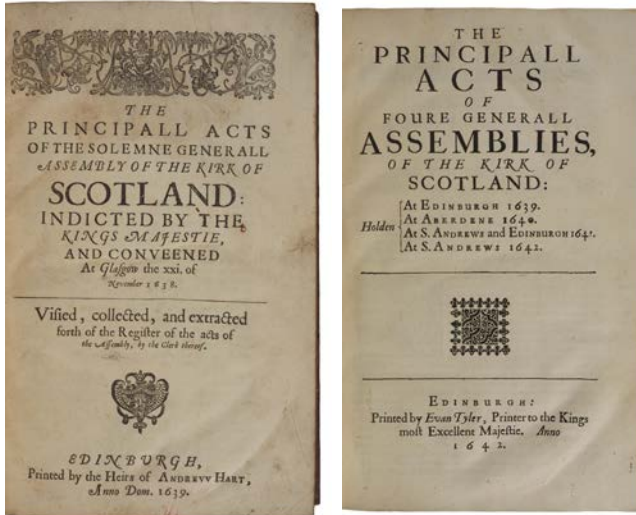 THE
PRINCIPALL ACTS
OF THE SOLEMNE GENERALL
ASSEMBLY OF THE KIRK OF
SCOTLAND:
INDICTED BY THE
KINGS MAJESTIE,
AND CONVEENED
At Glasgow the xxi. of
November 1638.
Visied, collected, and extracted
forth of the Register of the acts of
the Assembly, by the Clerk thereof.
EDINBVRGH,
Printed by the Heirs of ANDREVV HART,
Anno Dom. 1639.
THE
PRINCIPALL
ACTS
OF
FOURE GENERALL
ASSEMBLIES,
OF THE KIRK OF
SCOTLAND:
Holden
At EDINBURGH 1639.
At ABERDENE 1640.
At S. ANDREWS and EDINBURGH 1641.
At S. ANDREWS 1642.
EDINBURGH:
Printed by Evan Tyler, Printer to the Kings
most Excellent Majestie. Anno
1642.